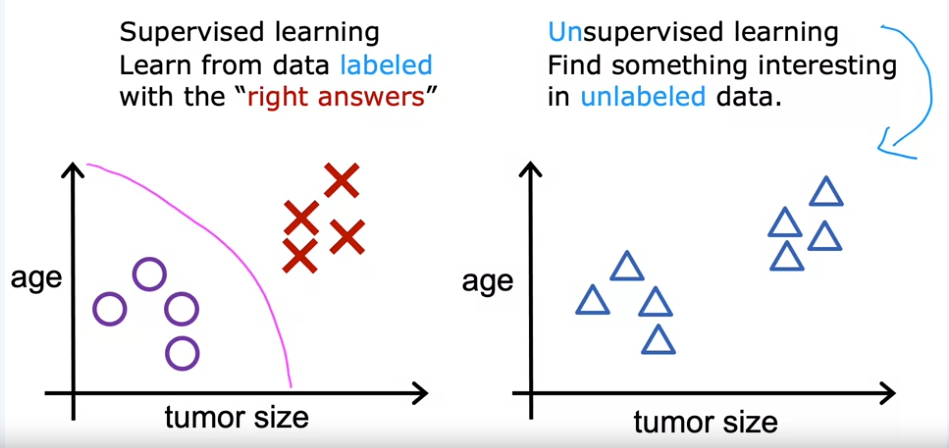 Supervised learning
Learn from data labeled
with the “right answers”
age
tumor size
Unsupervised learning
Find something interesting
in unlabeled data.
age
tumor size